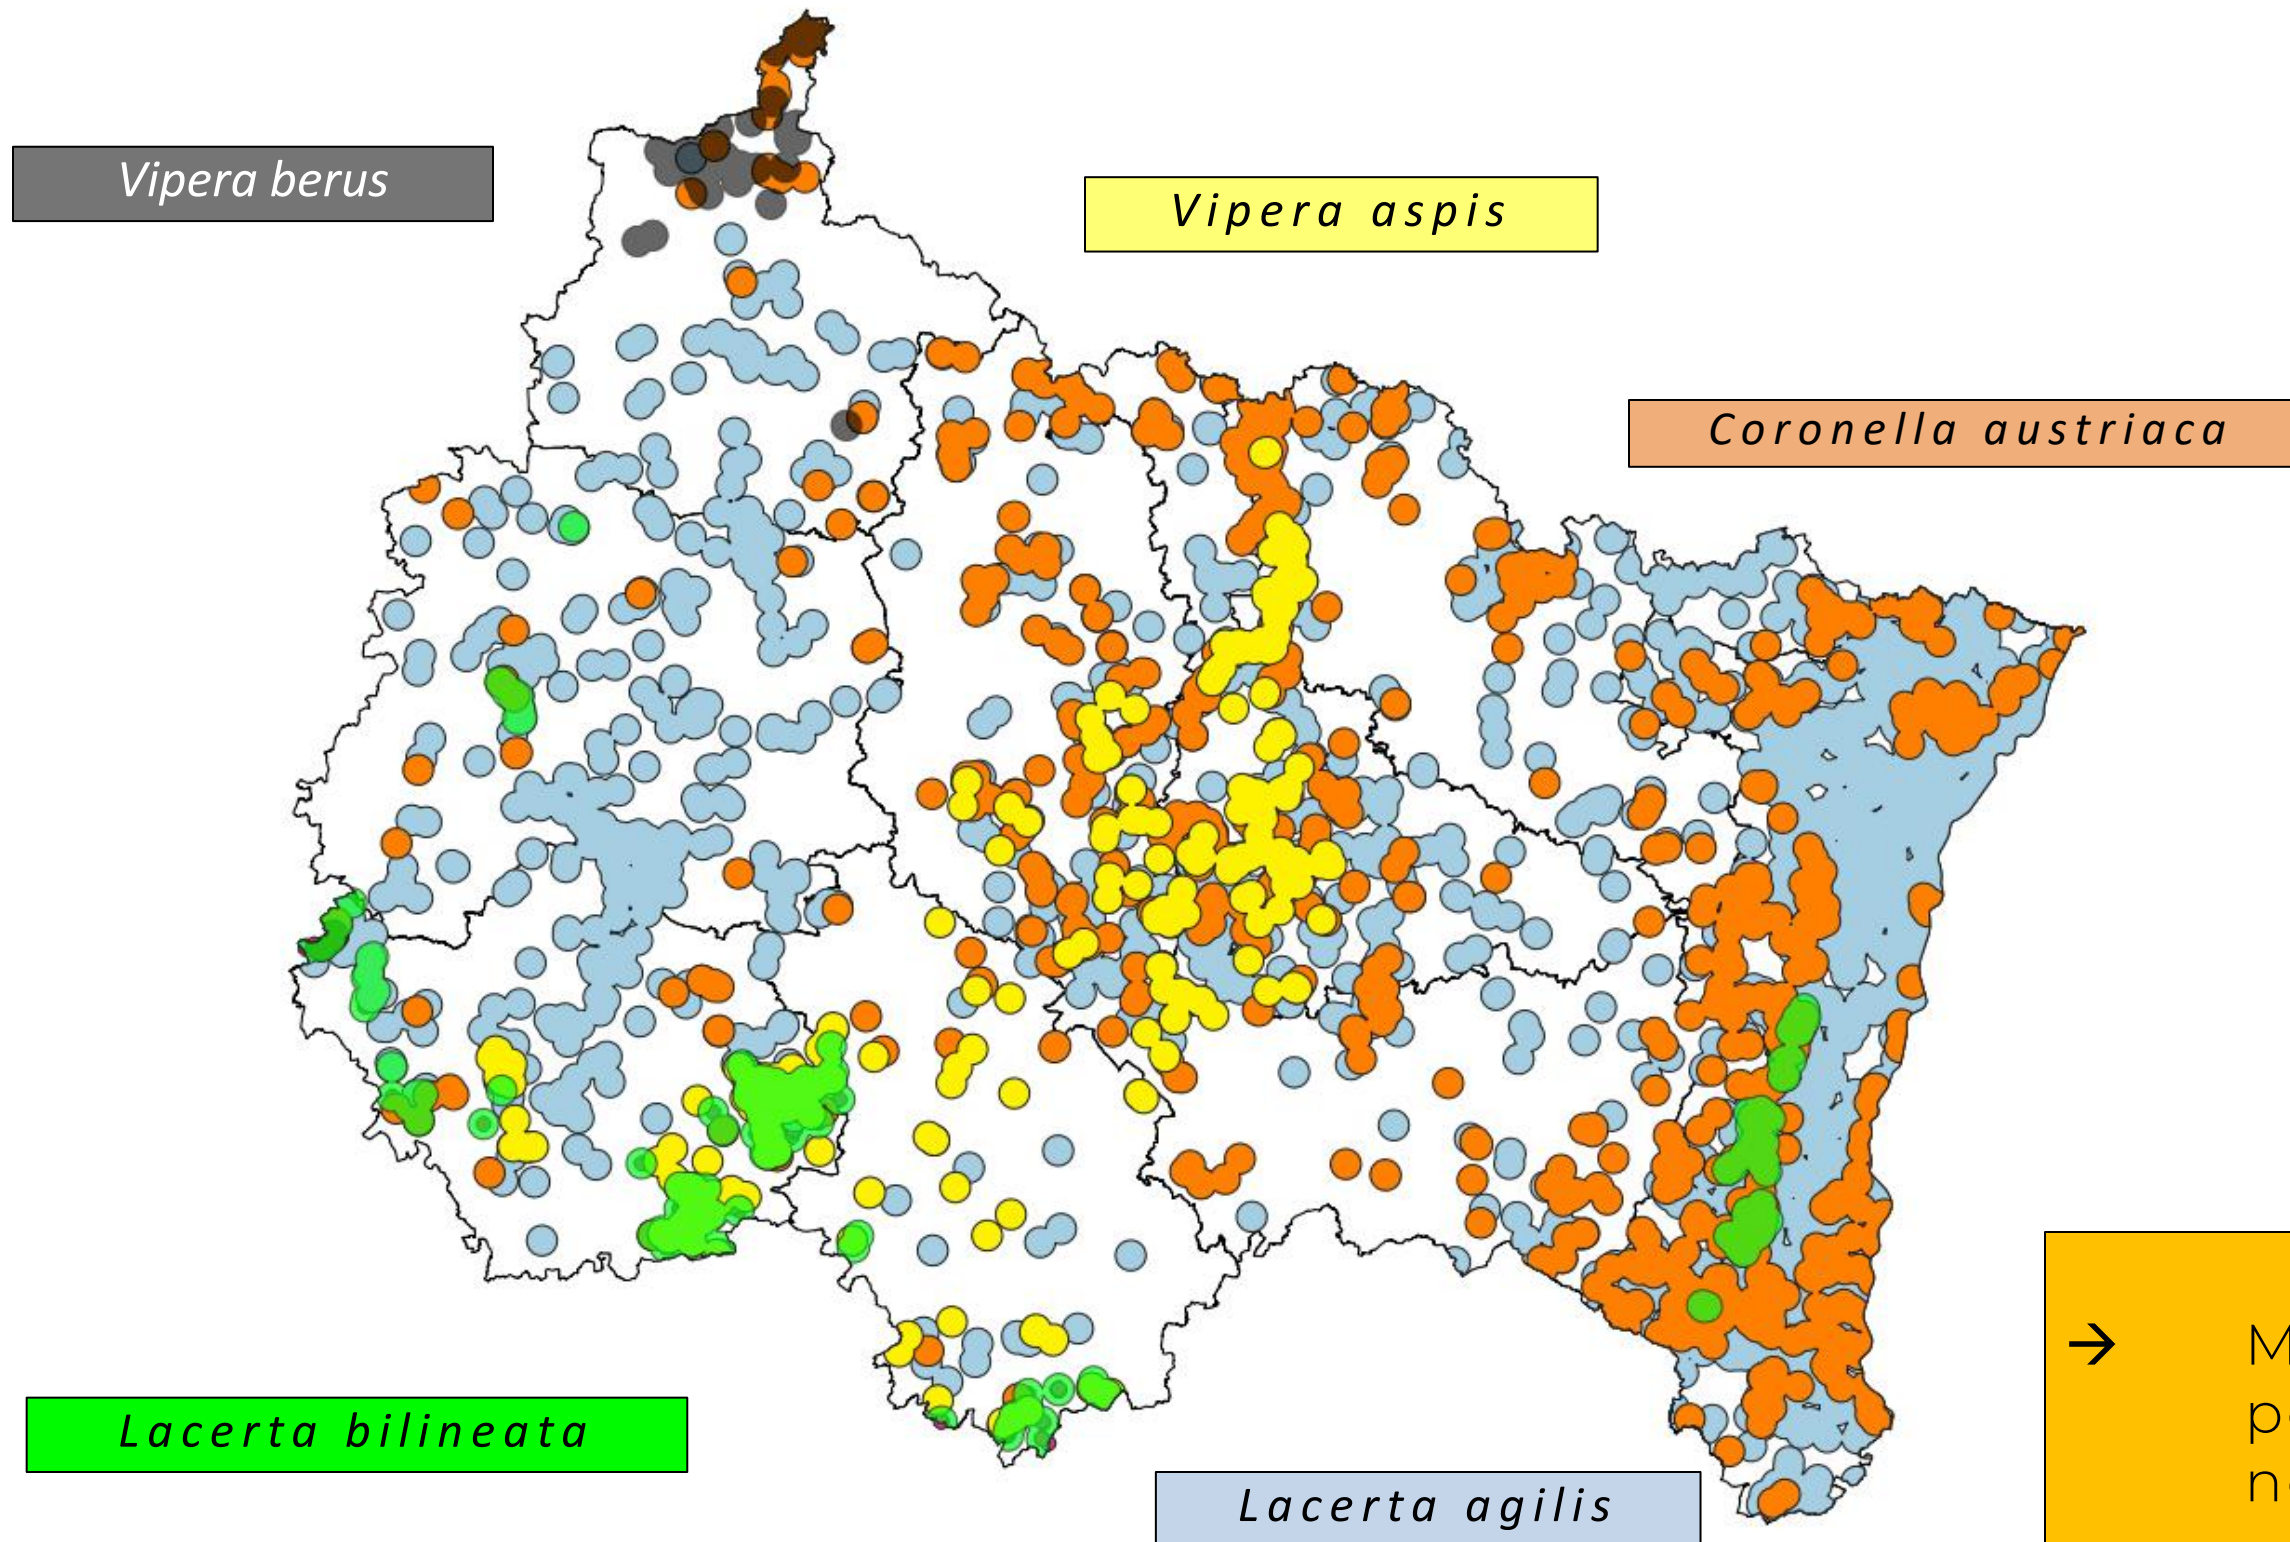 Vipera berus
Vipera aspis
Coronella austriaca
Lacerta bilineata
Lacerta agilis
→ M